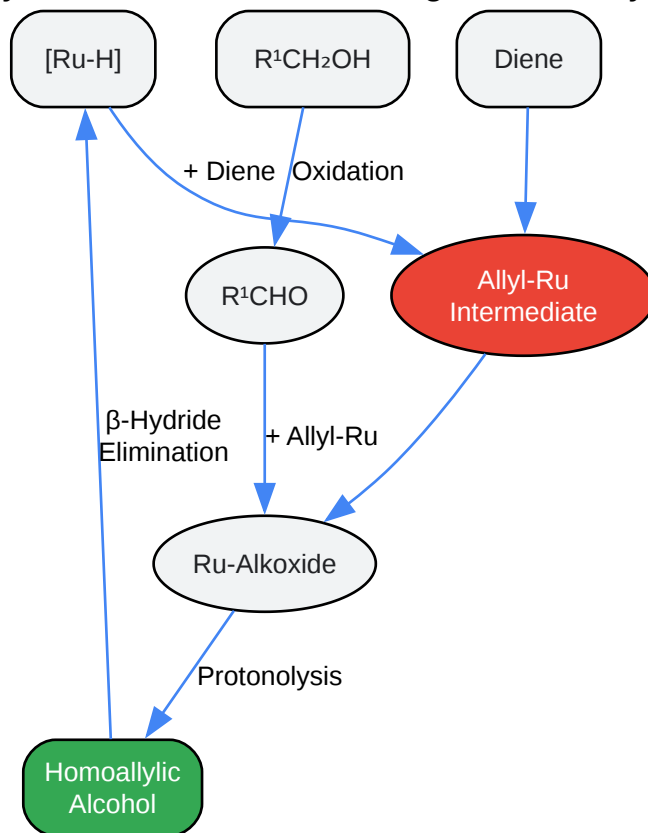 [Ru-H]
R¹CH₂OH
Diene
+ Diene
Oxidation
R¹CHO
Allyl-Ru
Intermediate
β-Hydride
Elimination
+ Allyl-Ru
Ru-Alkoxide
Protonolysis
Homoallylic
Alcohol